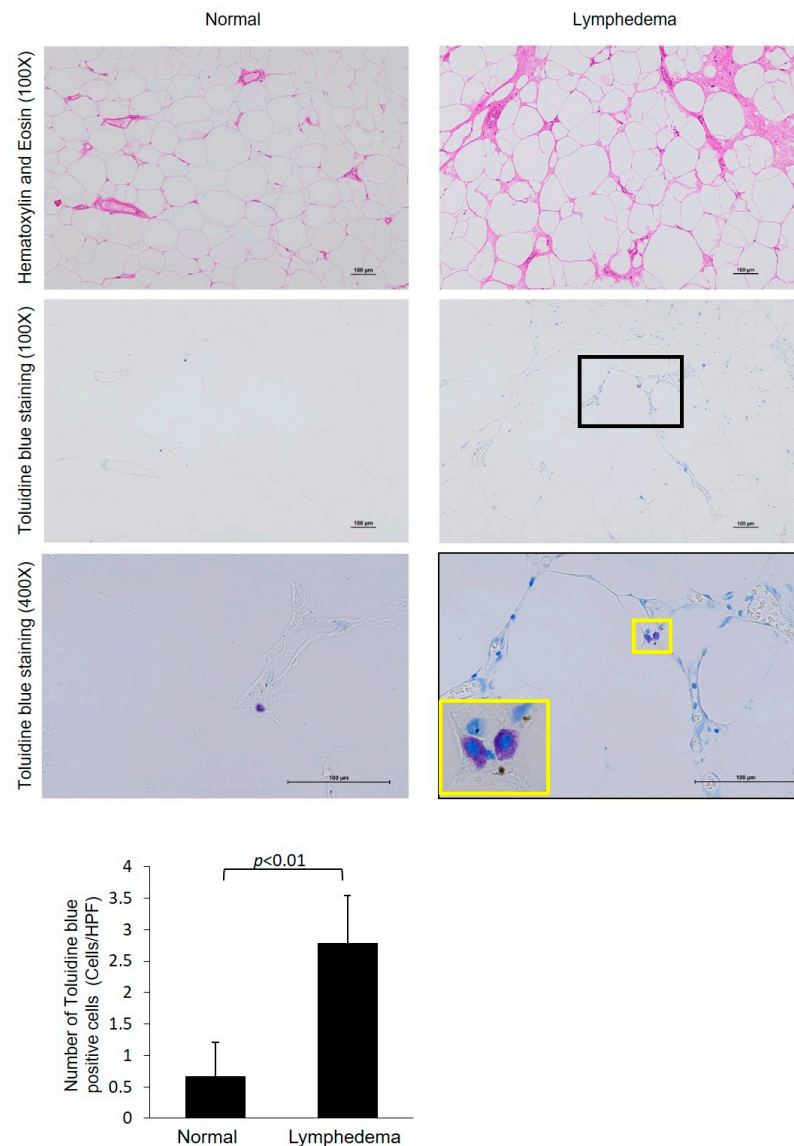 Normal
Lymphedema
Hematoxylin and Eosin (100X)
100 µm
100 µm
Toluidine blue staining (100X)
100 µm
100 µm
Toluidine blue staining (400X)
100 µm
100 µm
p<0.01
Number of Toluidine blue
positive cells (Cells/HPF)
4
3.5
3
2.5
2
1.5
1
0.5
0
Normal
Lymphedema